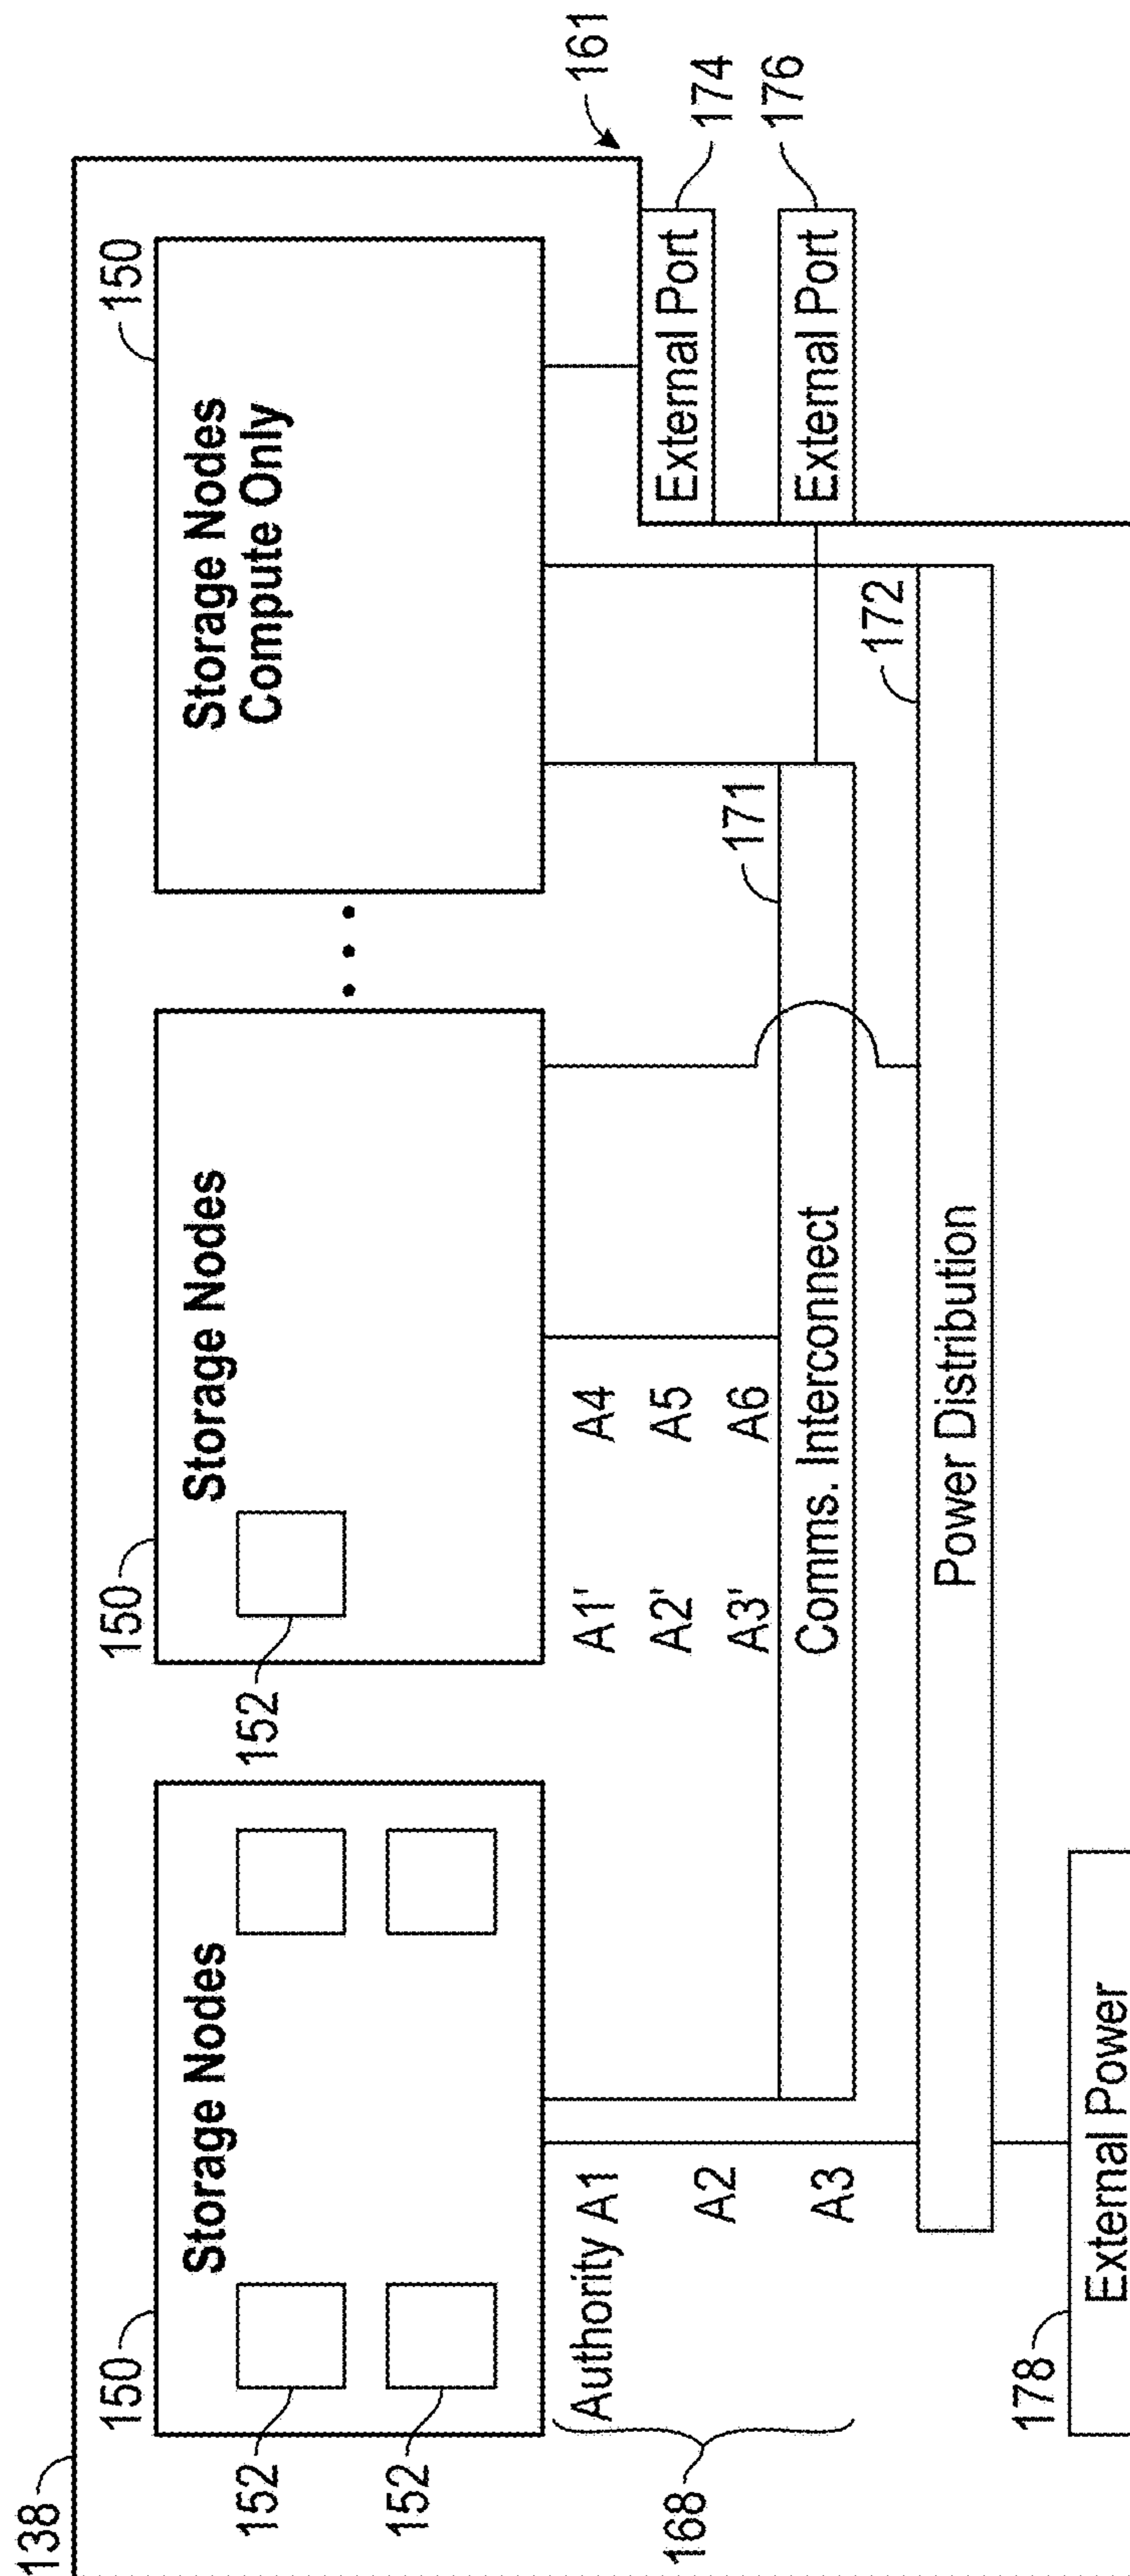 138
161
150
150
150
Storage Nodes
Storage Nodes
Storage Nodes
Compute Only
152
152
152
174
176
External Port
External Port
168
Authority A1
A2
A3
A1' A4
A2' A5
A3' A6
171
Comms. Interconnect
172
Power Distribution
178
External Power